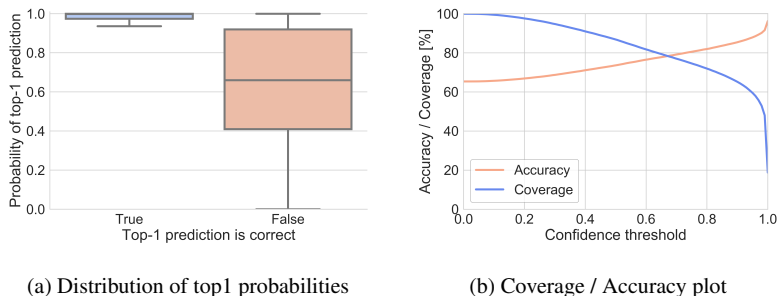 Probability of top-1 prediction
1.0
0.8
0.6
0.4
0.2
0.0
True False
Top-1 prediction is correct
(a) Distribution of top1 probabilities
Accuracy / Coverage [%]
100
80
60
40
20
0
Accuracy
Coverage
0.0 0.2 0.4 0.6 0.8 1.0
Confidence threshold
(b) Coverage / Accuracy plot